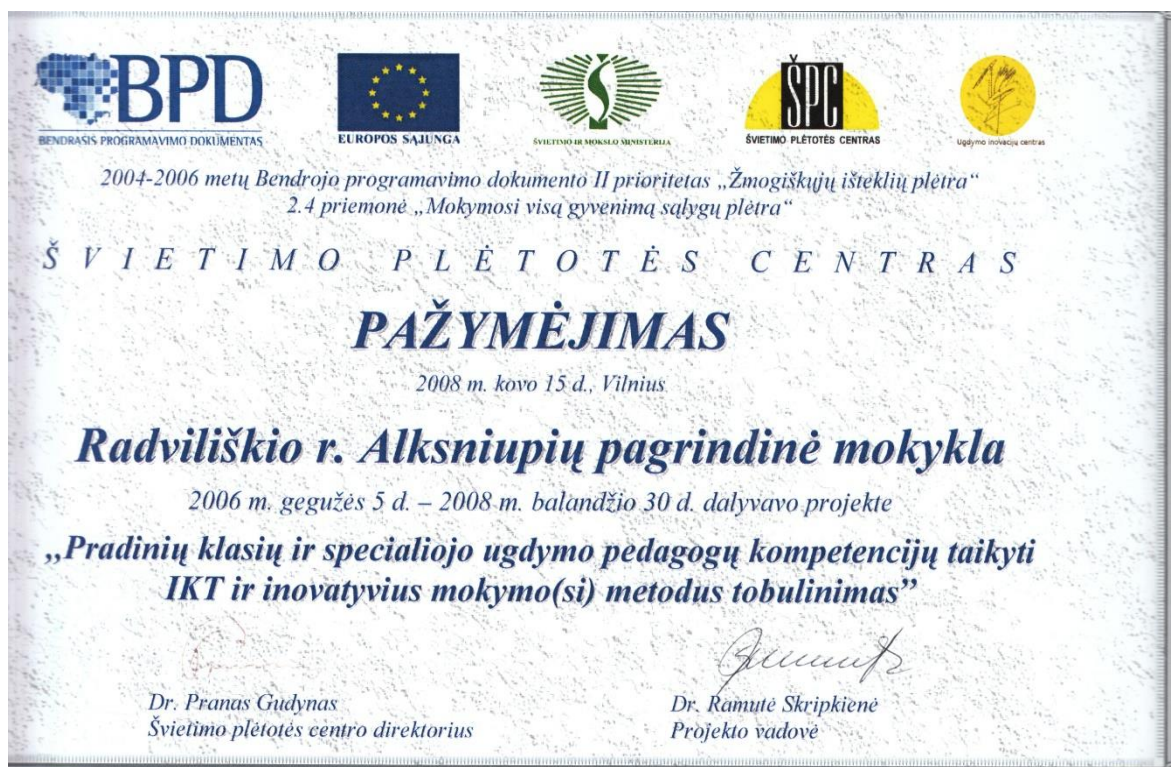 BPD
BENDRASIS PROGRAMAVIMO DOKUMENTAS
EUROPOS SĄJUNGA
ŠVIETIMO IR MOKSLO MINISTERIJA
ŠPC
ŠVIETIMO PLĖTOTĖS CENTRAS
Ugdymo inovacijų centras
2004-2006 metų Bendrojo programavimo dokumento II prioritetas „Žmogiškųjų išteklių plėtra“
2.4 priemonė „Mokymosi visą gyvenimą sąlygų plėtra“
ŠVIETIMO PLĖTOTĖS CENTRAS
PAŽYMĖJIMAS
2008 m. kovo 15 d., Vilnius
Radviliškio r. Alksniupių pagrindinė mokykla
2006 m. gegužės 5 d. – 2008 m. balandžio 30 d. dalyvavo projekte
„Pradinių klasių ir specialiojo ugdymo pedagogų kompetencijų taikyti
IKT ir inovatyvius mokymo(si) metodus tobulinimas”
Dr. Pranas Gudynas
Švietimo plėtotės centro direktorius
Dr. Ramutė Skripkienė
Projekto vadovė